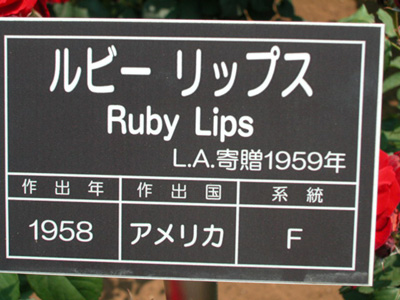 ルビー リップス
Ruby Lips
L.A.寄贈1959年
作出年 作出国 系統
1958 アメリカ F